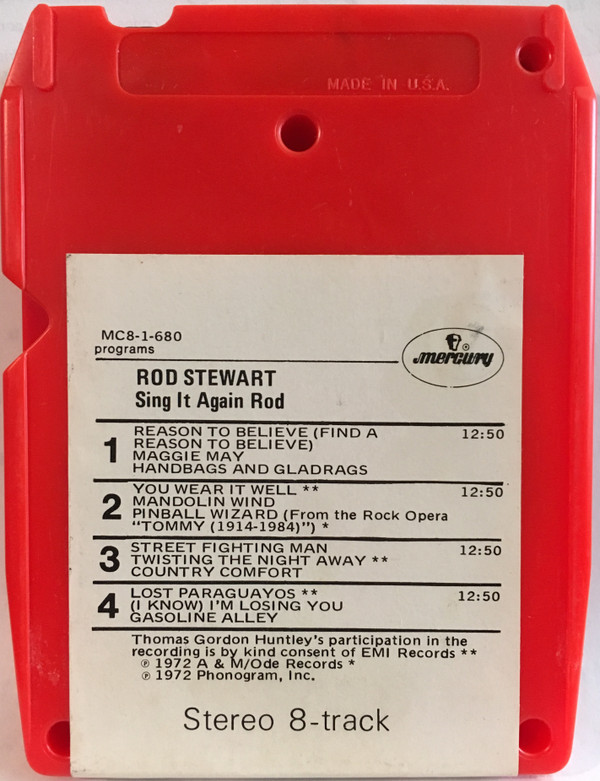 MADE IN U.S.A.
MC8-1-680
programs
mercury ®
ROD STEWART
Sing It Again Rod
1 REASON TO BELIEVE (FIND A 12:50
REASON TO BELIEVE)
MAGGIE MAY
HANDBAGS AND GLADRAGS
2 YOU WEAR IT WELL ** 12:50
MANDOLIN WIND
PINBALL WIZARD (From the Rock Opera
"TOMMY (1914-1984)") *
3 STREET FIGHTING MAN 12:50
TWISTING THE NIGHT AWAY **
COUNTRY COMFORT
4 LOST PARAGUAYOS ** 12:50
(I KNOW) I'M LOSING YOU
GASOLINE ALLEY
Thomas Gordon Huntley's participation in the
recording is by kind consent of EMI Records **
℗ 1972 A & M/Ode Records *
℗ 1972 Phonogram, Inc.
Stereo 8-track